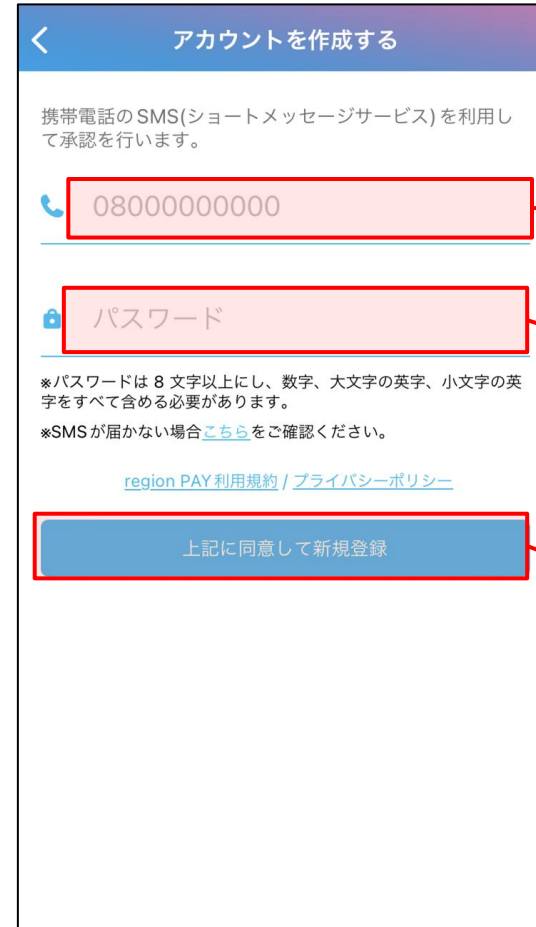 アカウントを作成する
携帯電話のSMS(ショートメッセージサービス)を利用し
て承認を行います。
08000000000
パスワード
※パスワードは 8 文字以上にし、数字、大文字の英字、小文字の英
字をすべて含める必要があります。
※SMSが届かない場合こちらをご確認ください。
region PAY利用規約 / プライバシーポリシー
上記に同意して新規登録